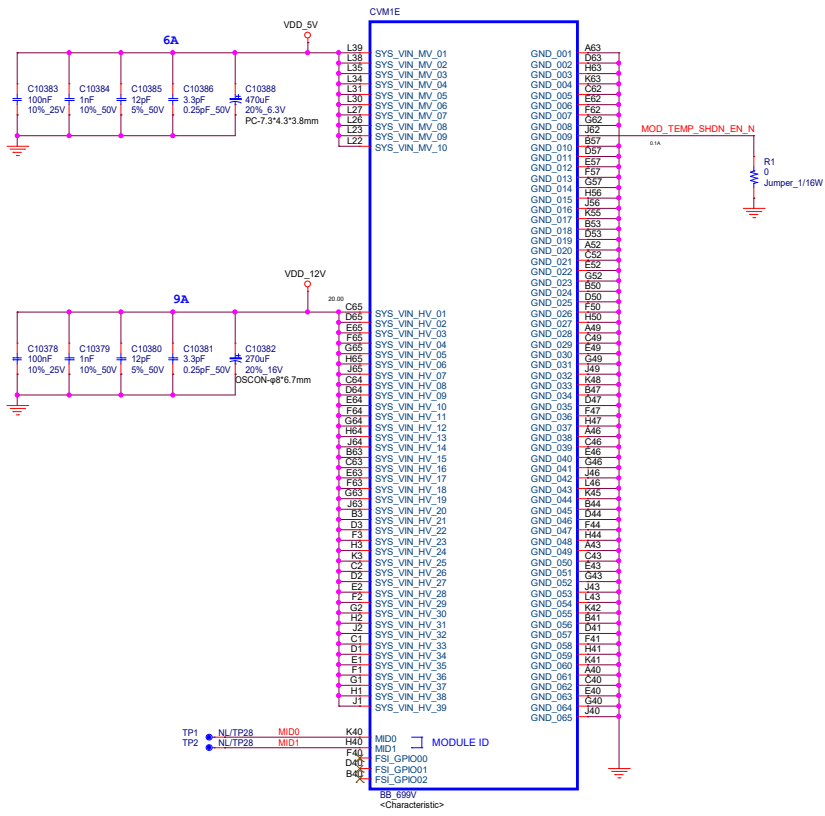 CVM1E
6A
VDD_5V
C10383
100nF
10%_25V
C10384
1nF
10%_50V
C10385
12pF
5%_50V
C10386
3.3pF
0.25pF_50V
C10388
470uF
20%_6.3V
PC-7.3*4.3*3.8mm
L39 SYS_VIN_MV_01
L38 SYS_VIN_MV_02
L35 SYS_VIN_MV_03
L34 SYS_VIN_MV_04
L31 SYS_VIN_MV_05
L30 SYS_VIN_MV_06
L27 SYS_VIN_MV_07
L26 SYS_VIN_MV_08
L23 SYS_VIN_MV_09
L22 SYS_VIN_MV_10
9A
VDD_12V
20.00
C10378
100nF
10%_25V
C10379
1nF
10%_50V
C10380
12pF
5%_50V
C10381
3.3pF
0.25pF_50V
C10382
270uF
20%_16V
OSCON-φ8*6.7mm
C65 SYS_VIN_HV_01
D65 SYS_VIN_HV_02
E65 SYS_VIN_HV_03
F65 SYS_VIN_HV_04
G65 SYS_VIN_HV_05
H65 SYS_VIN_HV_06
J65 SYS_VIN_HV_07
C64 SYS_VIN_HV_08
D64 SYS_VIN_HV_09
E64 SYS_VIN_HV_10
F64 SYS_VIN_HV_11
G64 SYS_VIN_HV_12
H64 SYS_VIN_HV_13
J64 SYS_VIN_HV_14
B63 SYS_VIN_HV_15
C63 SYS_VIN_HV_16
E63 SYS_VIN_HV_17
F63 SYS_VIN_HV_18
G63 SYS_VIN_HV_19
J63 SYS_VIN_HV_20
B3 SYS_VIN_HV_21
D3 SYS_VIN_HV_22
F3 SYS_VIN_HV_23
H3 SYS_VIN_HV_24
K3 SYS_VIN_HV_25
C2 SYS_VIN_HV_26
D2 SYS_VIN_HV_27
E2 SYS_VIN_HV_28
F2 SYS_VIN_HV_29
G2 SYS_VIN_HV_30
H2 SYS_VIN_HV_31
J2 SYS_VIN_HV_32
C1 SYS_VIN_HV_33
D1 SYS_VIN_HV_34
E1 SYS_VIN_HV_35
F1 SYS_VIN_HV_36
G1 SYS_VIN_HV_37
H1 SYS_VIN_HV_38
J1 SYS_VIN_HV_39
TP1 NL/TP28 MID0 K40 MID0
TP2 NL/TP28 MID1 H40 MID1
MODULE ID
F40 FSI_GPIO00
D40 FSI_GPIO01
B40 FSI_GPIO02
BB_699V
<Characteristic>
GND_001 A63
GND_002 D63
GND_003 H63
GND_004 K63
GND_005 C62
GND_006 E62
GND_007 F62
GND_008 G62
GND_009 J62
GND_010 B57
GND_011 D57
GND_012 E57
GND_013 F57
GND_014 G57
GND_015 H56
GND_016 J56
GND_017 K55
GND_018 B53
GND_019 D53
GND_020 A52
GND_021 C52
GND_022 E52
GND_023 G52
GND_024 B50
GND_025 D50
GND_026 F50
GND_027 H50
GND_028 A49
GND_029 C49
GND_030 E49
GND_031 G49
GND_032 J49
GND_033 K48
GND_034 B47
GND_035 D47
GND_036 F47
GND_037 H47
GND_038 A46
GND_039 C46
GND_040 E46
GND_041 G46
GND_042 J46
GND_043 L46
GND_044 K45
GND_045 B44
GND_046 D44
GND_047 F44
GND_048 H44
GND_049 A43
GND_050 C43
GND_051 E43
GND_052 G43
GND_053 J43
GND_054 L43
GND_055 K42
GND_056 B41
GND_057 D41
GND_058 F41
GND_059 H41
GND_060 K41
GND_061 A40
GND_062 C40
GND_063 E40
GND_064 G40
GND_065 J40
MOD_TEMP_SHDN_EN_N
0.1A
R1
0
Jumper_1/16W